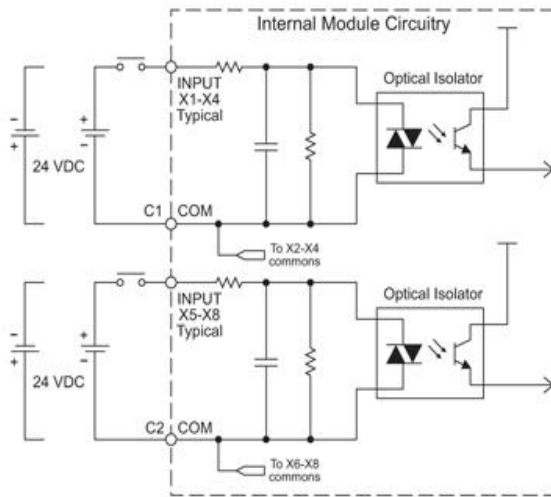 Internal Module Circuitry
Optical Isolator
INPUT
X1-X4
Typical
-
+
+
-
24 VDC
C1
COM
To X2-X4
commons
Optical Isolator
INPUT
X5-X8
Typical
-
+
+
-
24 VDC
C2
COM
To X6-X8
commons